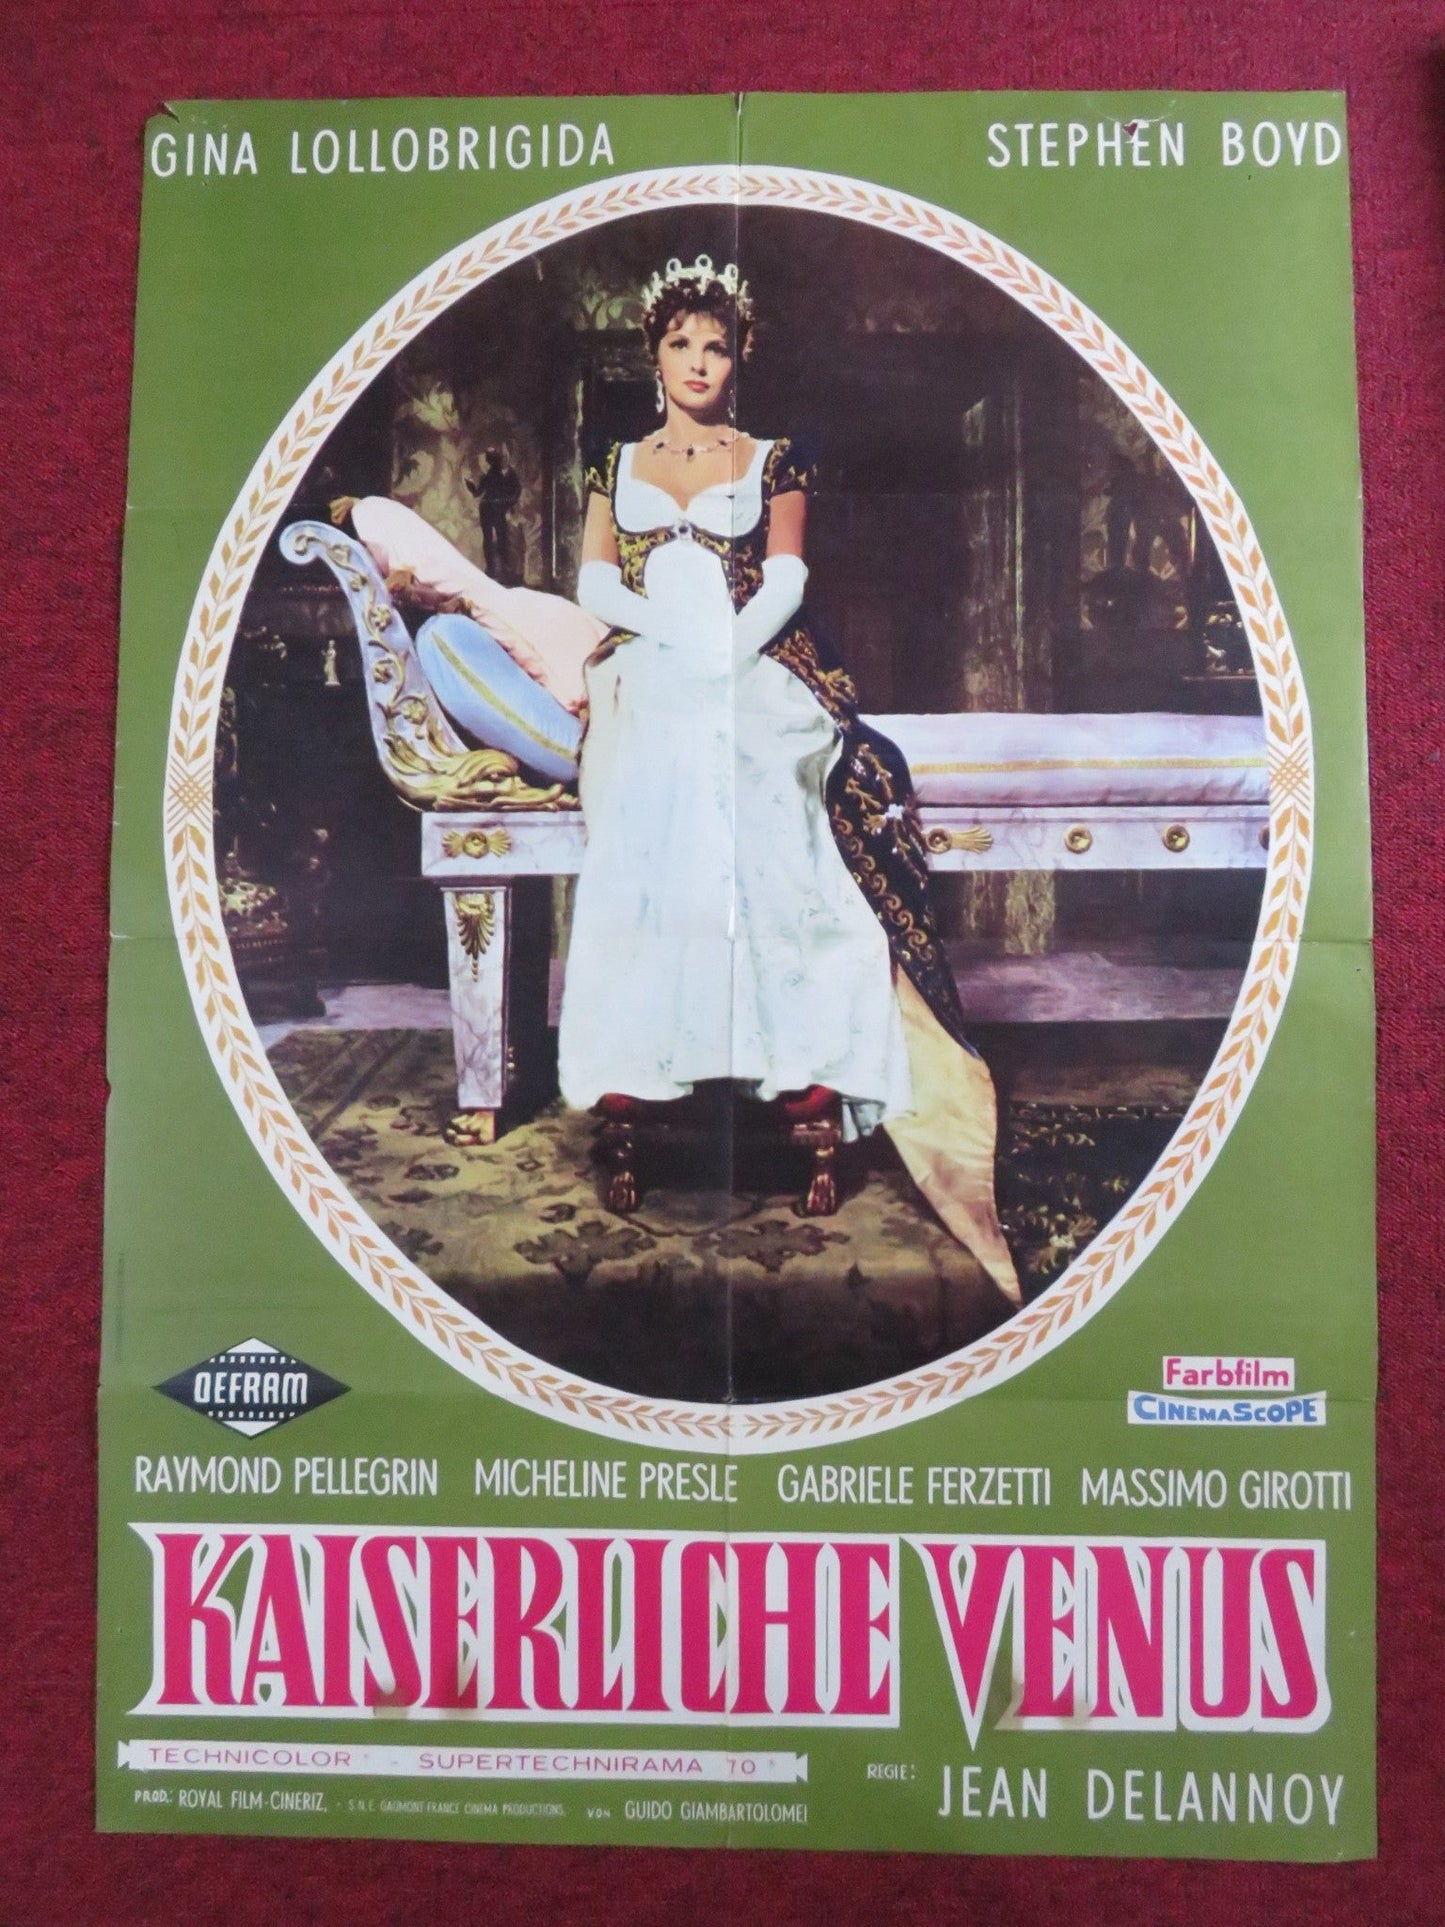 GINA LOLLOBRIGIDA
STEPHEN BOYD
DEFRAM
Farbfilm
CINEMASCOPE
RAYMOND PELLEGRIN MICHELINE PRESLE GABRIELE FERZETTI MASSIMO GIROTTI
KAISERLICHE VENUS
TECHNICOLOR - SUPERTECHNIRAMA 70
PROD.: ROYAL FILM-CINERIZ, - S.N.E. GAUMONT-FRANCE CINEMA PRODUCTIONS, VON GUIDO GIAMBARTOLOMEI
REGIE: JEAN DELANNOY